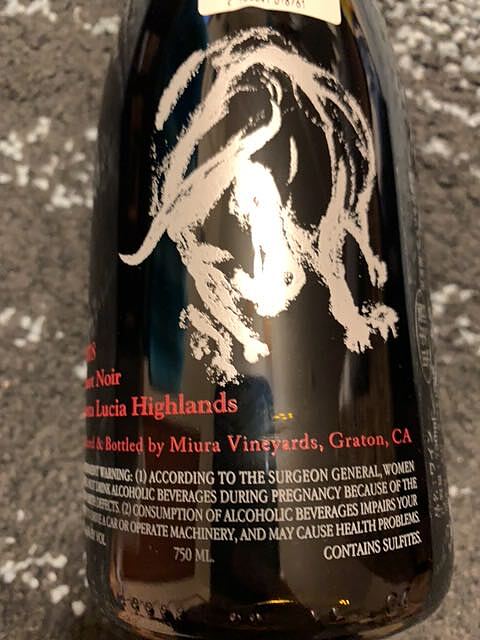 Noir
Lucia Highlands
& Bottled by Miura Vineyards, Graton, CA
WARNING: (1) ACCORDING TO THE SURGEON GENERAL, WOMEN
DRINK ALCOHOLIC BEVERAGES DURING PREGNANCY BECAUSE OF THE
EFFECTS. (2) CONSUMPTION OF ALCOHOLIC BEVERAGES IMPAIRS YOUR
A CAR OR OPERATE MACHINERY, AND MAY CAUSE HEALTH PROBLEMS.
VOL 750 ML. CONTAINS SULFITES.